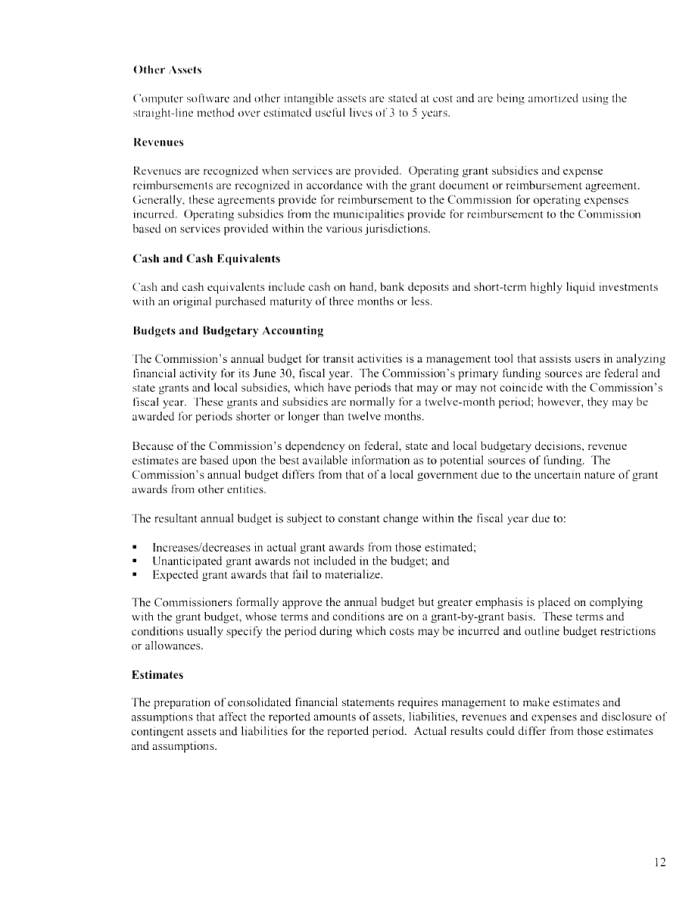 Other Assets
Computer software and other intangible assets are stated at cost and are being amortized using the
straight-line method over estimated useful lives of 3 to 5 years.
Revenues
Revenues are recognized when services are provided. Operating grant subsidies and expense
reimbursements are recognized in accordance with the grant document or reimbursement agreement.
Generally, these agreements provide for reimbursement to the Commission for operating expenses
incurred. Operating subsidies from the municipalities provide for reimbursement to the Commission
based on services provided within the various jurisdictions.
Cash and Cash Equivalents
Cash and cash equivalents include cash on hand, bank deposits and short-term highly liquid investments
with an original purchased maturity of three months or less.
Budgets and Budgetary Accounting
The Commission's annual budget for transit activities is a management tool that assists users in analyzing
financial activity for its June 30, fiscal year. The Commission's primary funding sources are federal and
state grants and local subsidies, which have periods that may or may not coincide with the Commission's
fiscal year. These grants and subsidies are normally for a twelve-month period; however, they may be
awarded for periods shorter or longer than twelve months.
Because of the Commission's dependency on federal, state and local budgetary decisions, revenue
estimates are based upon the best available information as to potential sources of funding. The
Commission's annual budget differs from that of a local government due to the uncertain nature of grant
awards from other entities.
The resultant annual budget is subject to constant change within the fiscal year due to:
▪ Increases/decreases in actual grant awards from those estimated;
▪ Unanticipated grant awards not included in the budget; and
▪ Expected grant awards that fail to materialize.
The Commissioners formally approve the annual budget but greater emphasis is placed on complying
with the grant budget, whose terms and conditions are on a grant-by-grant basis. These terms and
conditions usually specify the period during which costs may be incurred and outline budget restrictions
or allowances.
Estimates
The preparation of consolidated financial statements requires management to make estimates and
assumptions that affect the reported amounts of assets, liabilities, revenues and expenses and disclosure of
contingent assets and liabilities for the reported period. Actual results could differ from those estimates
and assumptions.
12